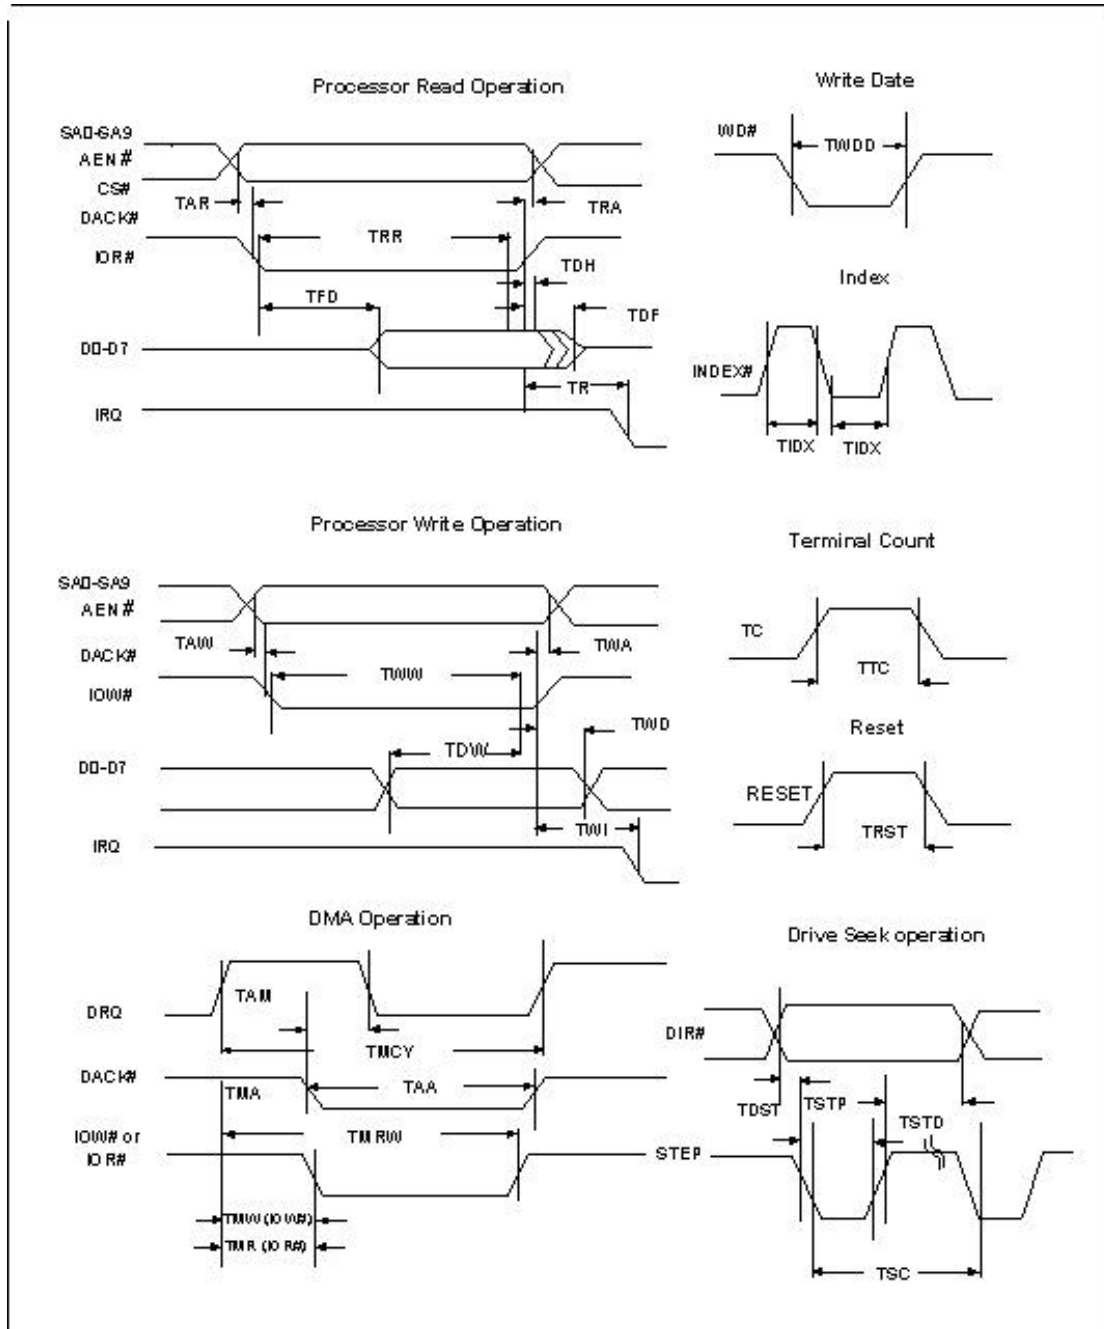 Processor Read Operation
SA0-SA9
AEN#
CS#
TAR
TRA
DACK#
TRR
IOR#
TDH
TFD
TDF
D0-D7
TR
IRQ
Write Date
WD#
TWDD
Index
INDEX#
TIDX TIDX
Processor Write Operation
SA0-SA9
AEN#
TAW
TWA
DACK#
TWW
IOW#
TWD
TDW
D0-D7
TWI
IRQ
Terminal Count
TC
TTC
Reset
RESET
TRST
DMA Operation
TAM
DRQ
TMCY
DACK#
TMA
TAA
IOW# or
IOR#
TMRW
TMW (IOW#)
TMR (IOR#)
Drive Seek operation
DIR#
TDST
TSTP
TSTD
STEP
TSC